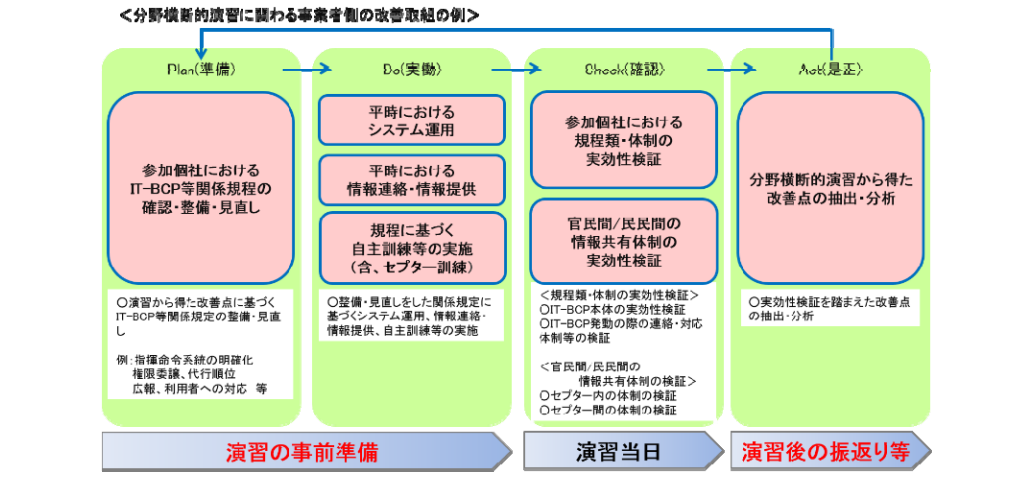 ＜分野横断的演習に関わる事業者側の改善取組の例＞
Plan(準備)
Do(実働)
Check(確認)
Act(是正)
参加個社における
IT-BCP等関係規程の
確認・整備・見直し
平時における
システム運用
平時における
情報連絡・情報提供
規程に基づく
自主訓練等の実施
(含、セプター訓練)
参加個社における
規程類・体制の
実効性検証
官民間/民民間の
情報共有体制の
実効性検証
分野横断的演習から得た
改善点の抽出・分析
○演習から得た改善点に基づく
IT-BCP等関係規定の整備・見直
し
例：指揮命令系統の明確化
権限委譲、代行順位
広報、利用者への対応 等
○整備・見直しをした関係規定に
基づくシステム運用、情報連絡・
情報提供、自主訓練等の実施
＜規程類・体制の実効性検証＞
○IT-BCP本体の実効性検証
○IT-BCP発動の際の連絡・対応
体制等の検証
＜官民間/民民間の
情報共有体制の検証＞
○セプター内の体制の検証
○セプター間の体制の検証
○実効性検証を踏まえた改善点
の抽出・分析
演習の事前準備
演習当日
演習後の振返り等